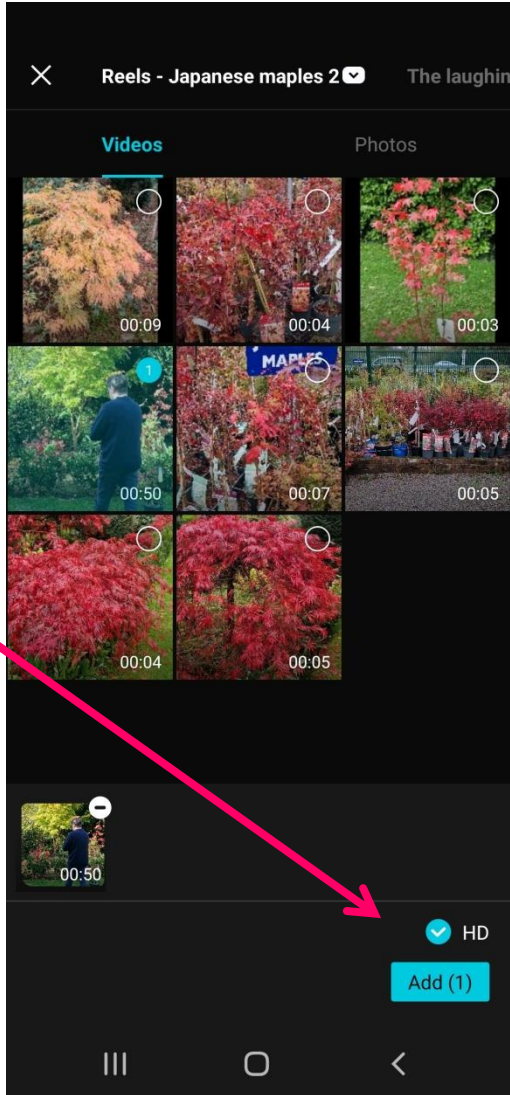 Reels - Japanese maples 2 The laughin
Videos Photos
00:09 00:04 00:03
MAPLES
1
00:50 00:07 00:05
00:04 00:05
00:50
HD
Add (1)